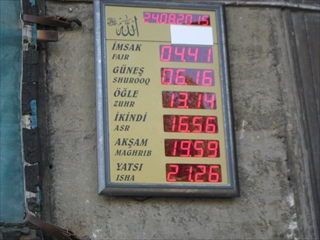 24.08.2015
الله
İMSAK 04.41
FAJR
GÜNEŞ 06.16
SHUROOQ
ÖĞLE 13.14
ZUHR
İKİNDİ 16.56
ASR
AKŞAM 19.59
MAGHRIB
YATSI 21.26
ISHA